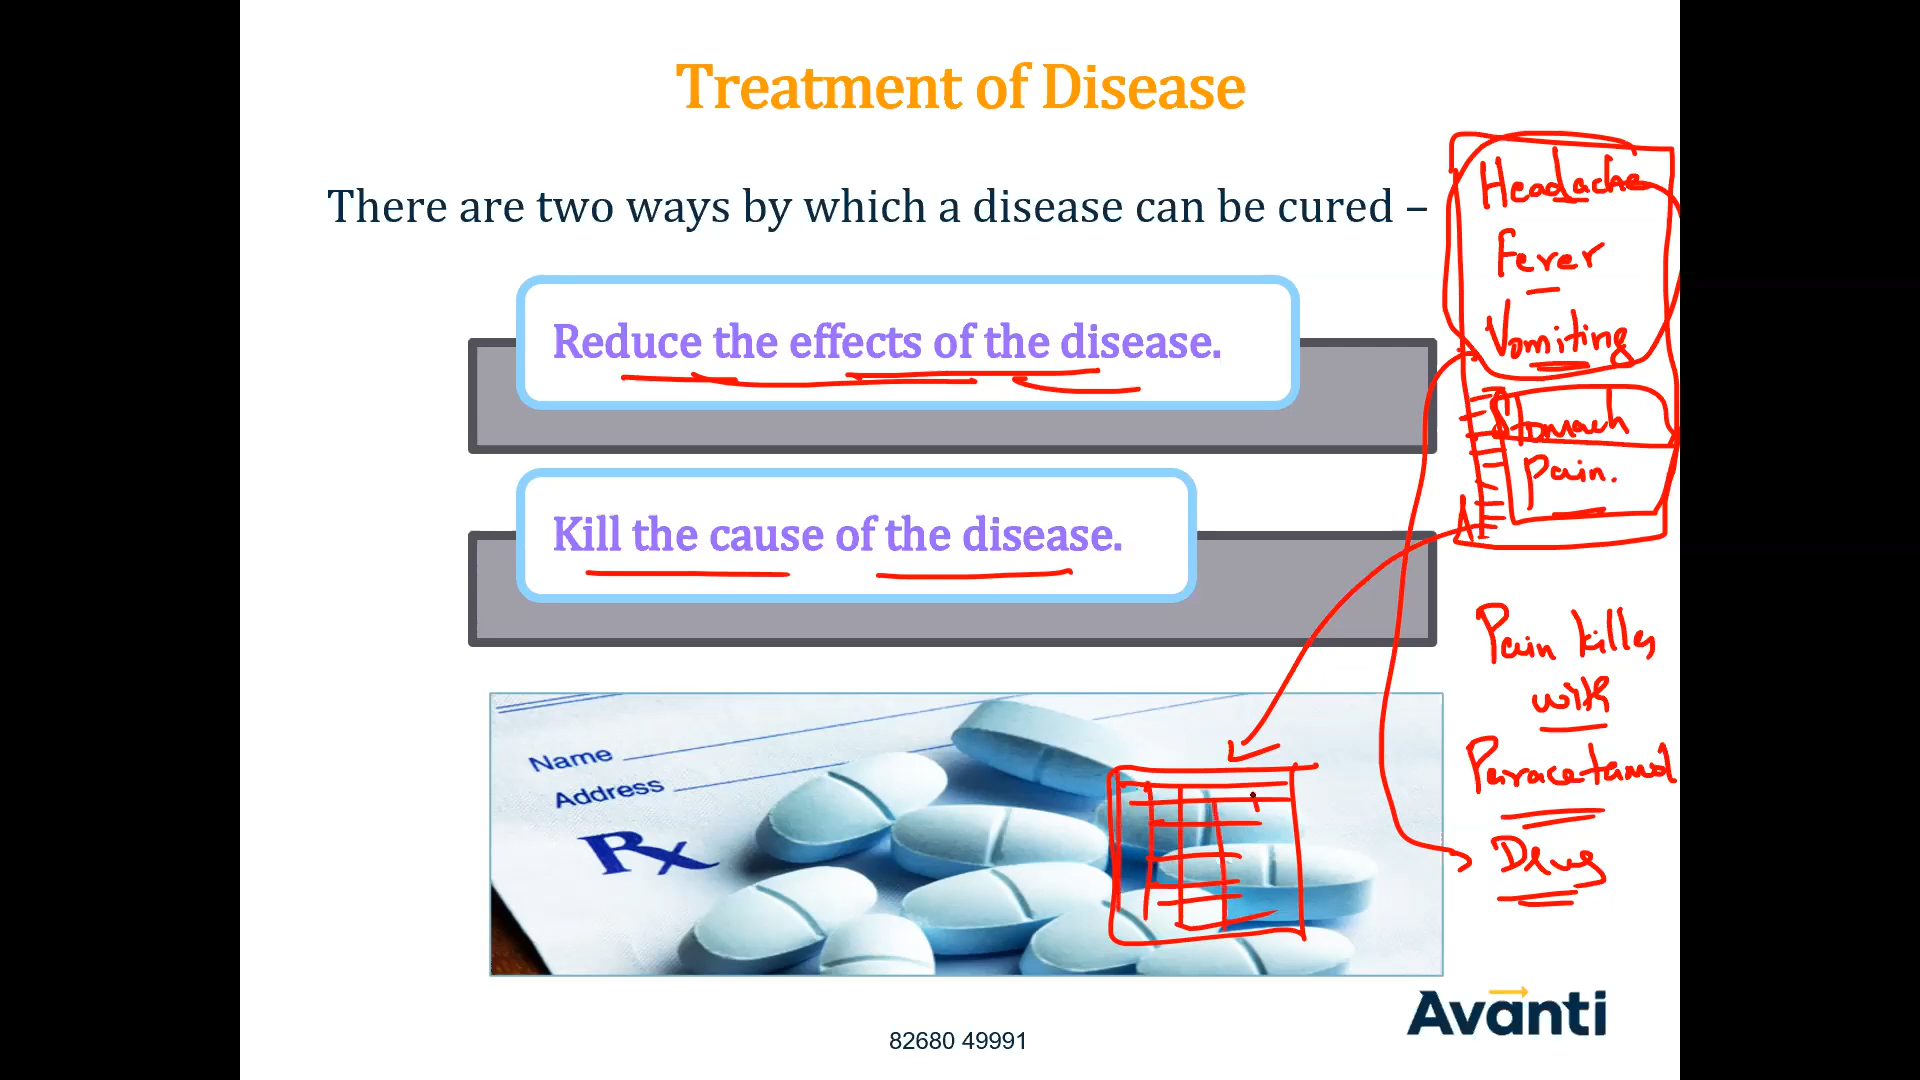 Treatment of Disease
There are two ways by which a disease can be cured –
Reduce the effects of the disease.
Kill the cause of the disease.
Headache
Fever
Vomiting
Stomach
Pain.
Pain killer
with
Paracetamol
Drug
Name
Address
Rx
Avanti
82680 49991